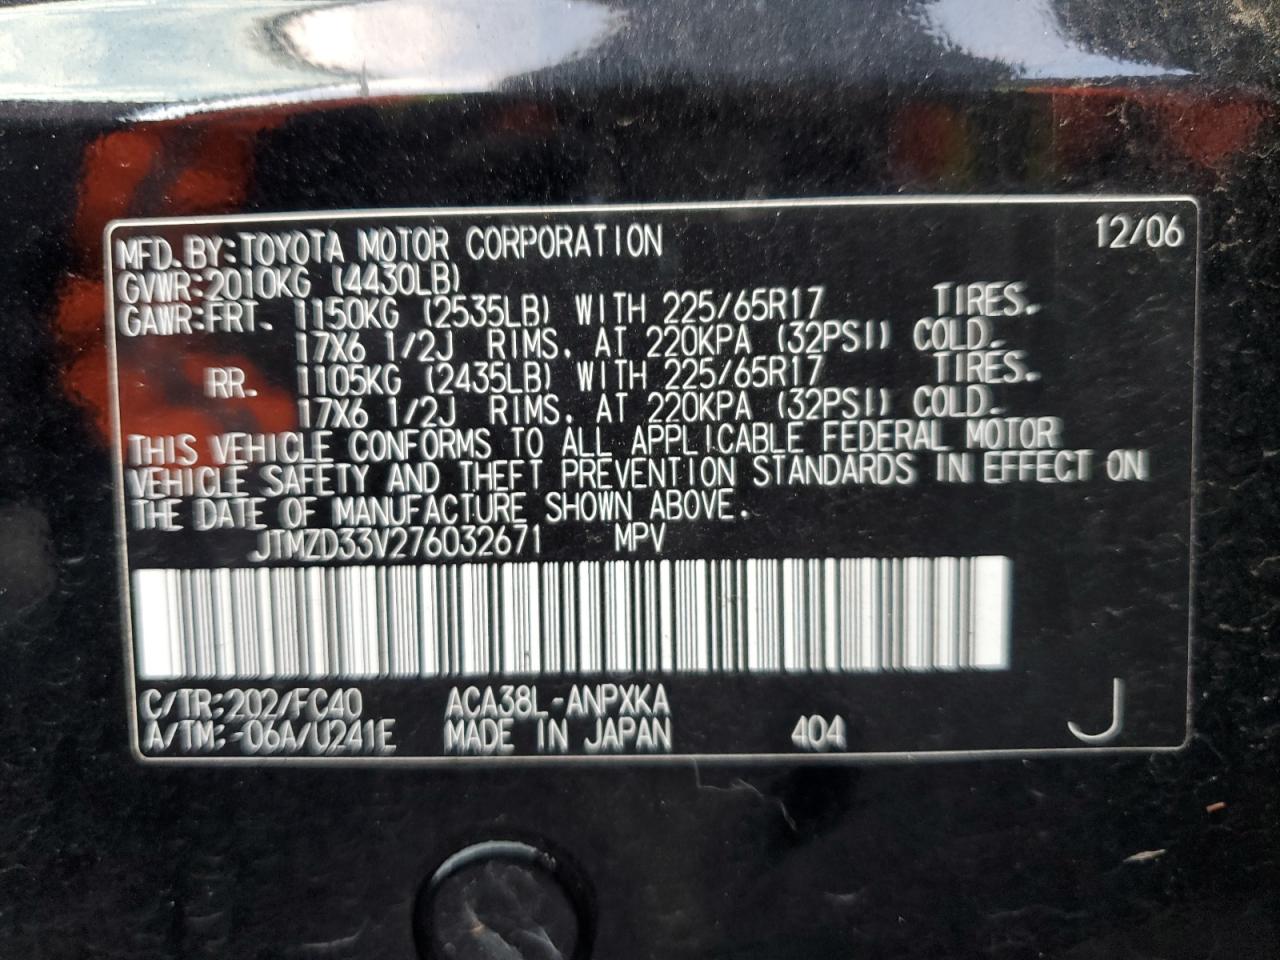 MFD. BY: TOYOTA MOTOR CORPORATION 12/06
GVWR: 2010KG (4430LB)
GAWR: FRT. 1150KG (2535LB) WITH 225/65R17 TIRES.
17X6 1/2J RIMS, AT 220KPA (32PSI) COLD.
RR. 1105KG (2435LB) WITH 225/65R17 TIRES.
17X6 1/2J RIMS, AT 220KPA (32PSI) COLD.
THIS VEHICLE CONFORMS TO ALL APPLICABLE FEDERAL MOTOR
VEHICLE SAFETY AND THEFT PREVENTION STANDARDS IN EFFECT ON
THE DATE OF MANUFACTURE SHOWN ABOVE.
JTMZD33V276032671 MPV
C/TR: 202/FC40 ACA38L-ANPXKA
A/TM: -06A/U241E MADE IN JAPAN 404 J